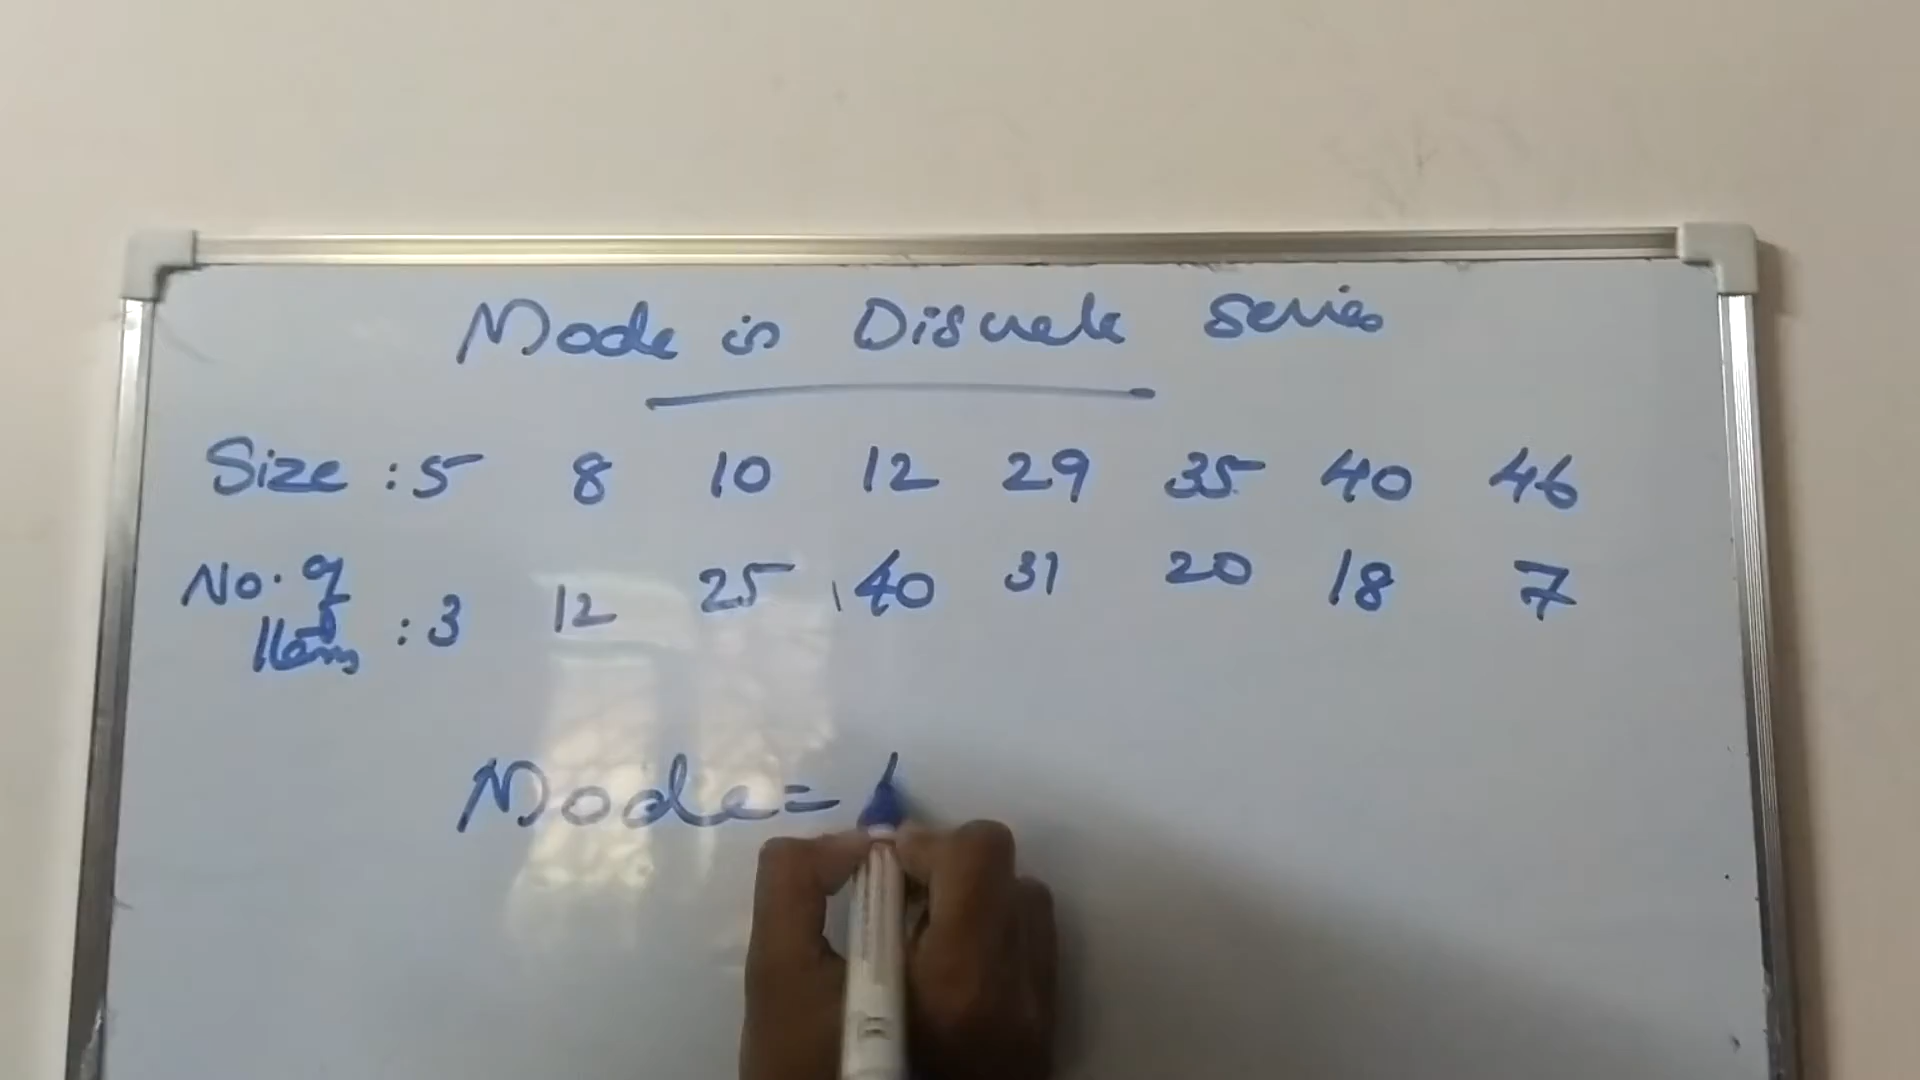 Mode in Discrete series
Size : 5 8 10 12 29 35 40 46
No. of Items : 3 12 25 40 31 20 18 7
Mode = 1